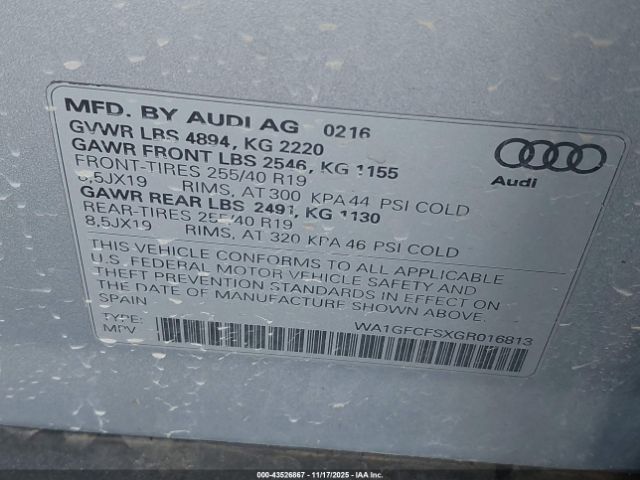 MFD. BY AUDI AG 0216
GVWR LBS 4894, KG 2220
GAWR FRONT LBS 2546, KG 1155
FRONT-TIRES 255/40 R19
8,5JX19 RIMS, AT 300 KPA 44 PSI COLD
GAWR REAR LBS 2491, KG 1130
REAR-TIRES 255/40 R19
8,5JX19 RIMS, AT 320 KPA 46 PSI COLD
Audi
THIS VEHICLE CONFORMS TO ALL APPLICABLE
U.S. FEDERAL MOTOR VEHICLE SAFETY AND
THEFT PREVENTION STANDARDS IN EFFECT ON
THE DATE OF MANUFACTURE SHOWN ABOVE.
SPAIN
TYPE: WA1GFCFSXGR016813
MPV
000-43526867 - 11/17/2025 - IAAI.COM